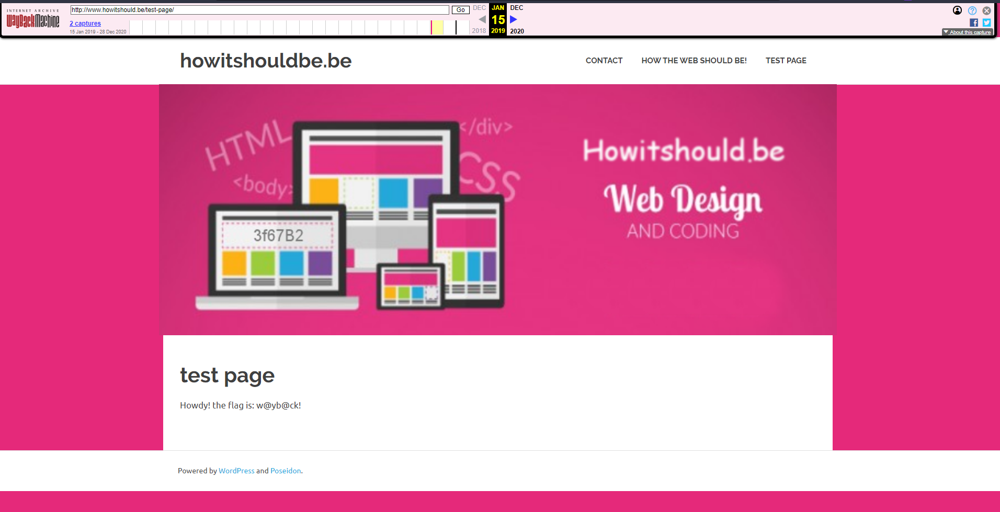 INTERNET ARCHIVE
WayBackMachine
http://www.howitshould.be/test-page/
Go
DEC JAN DEC
2 captures
15
15 Jan 2019 - 28 Dec 2020
2018 2019 2020
About this capture
howitshouldbe.be
CONTACT HOW THE WEB SHOULD BE! TEST PAGE
HTML
</div>
CSS
<body>
3f67B2
Howitshould.be
Web Design
AND CODING
test page
Howdy! the flag is: w@yb@ck!
Powered by WordPress and Poseidon.